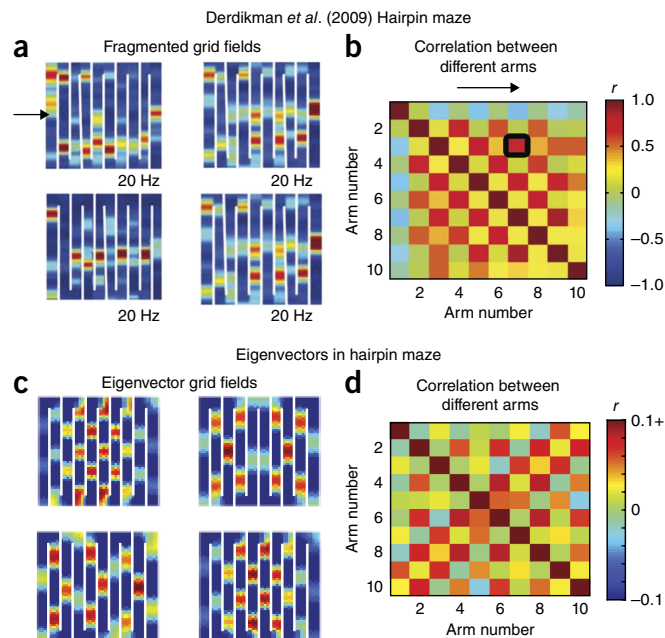 Derdikman et al. (2009) Hairpin maze
a
Fragmented grid fields
20 Hz
20 Hz
20 Hz
20 Hz
b
Correlation between
different arms
r
1.0
0.5
0
−0.5
−1.0
2
4
6
8
10
Arm number
2 4 6 8 10
Arm number
Eigenvectors in hairpin maze
c
Eigenvector grid fields
d
Correlation between
different arms
r
0.1+
0
−0.1
2
4
6
8
10
Arm number
2 4 6 8 10
Arm number